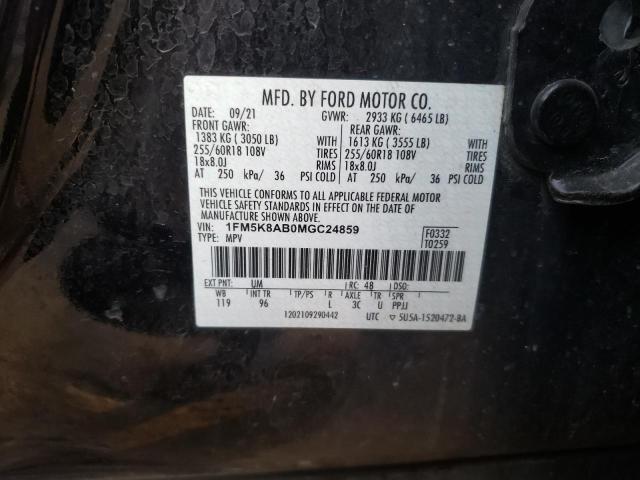 MFD. BY FORD MOTOR CO.
DATE: 09/21 GVWR: 2933 KG ( 6465 LB)
FRONT GAWR: REAR GAWR:
1383 KG ( 3050 LB) WITH 1613 KG ( 3555 LB) WITH
255/60R18 108V TIRES 255/60R18 108V TIRES
18x8.0J RIMS 18x8.0J RIMS
AT 250 kPa/ 36 PSI COLD AT 250 kPa/ 36 PSI COLD
THIS VEHICLE CONFORMS TO ALL APPLICABLE FEDERAL MOTOR
VEHICLE SAFETY STANDARDS IN EFFECT ON THE DATE OF
MANUFACTURE SHOWN ABOVE.
VIN: 1FM5K8AB0MGC24859 F0332
TYPE: MPV T0259
EXT PNT: UM RC: 48 DSO:
WB INT TR TP/PS R AXLE TR SPR
119 96 L 3C U PPJJ
1202109290442 UTC ▽ 5U5A-1520472-BA